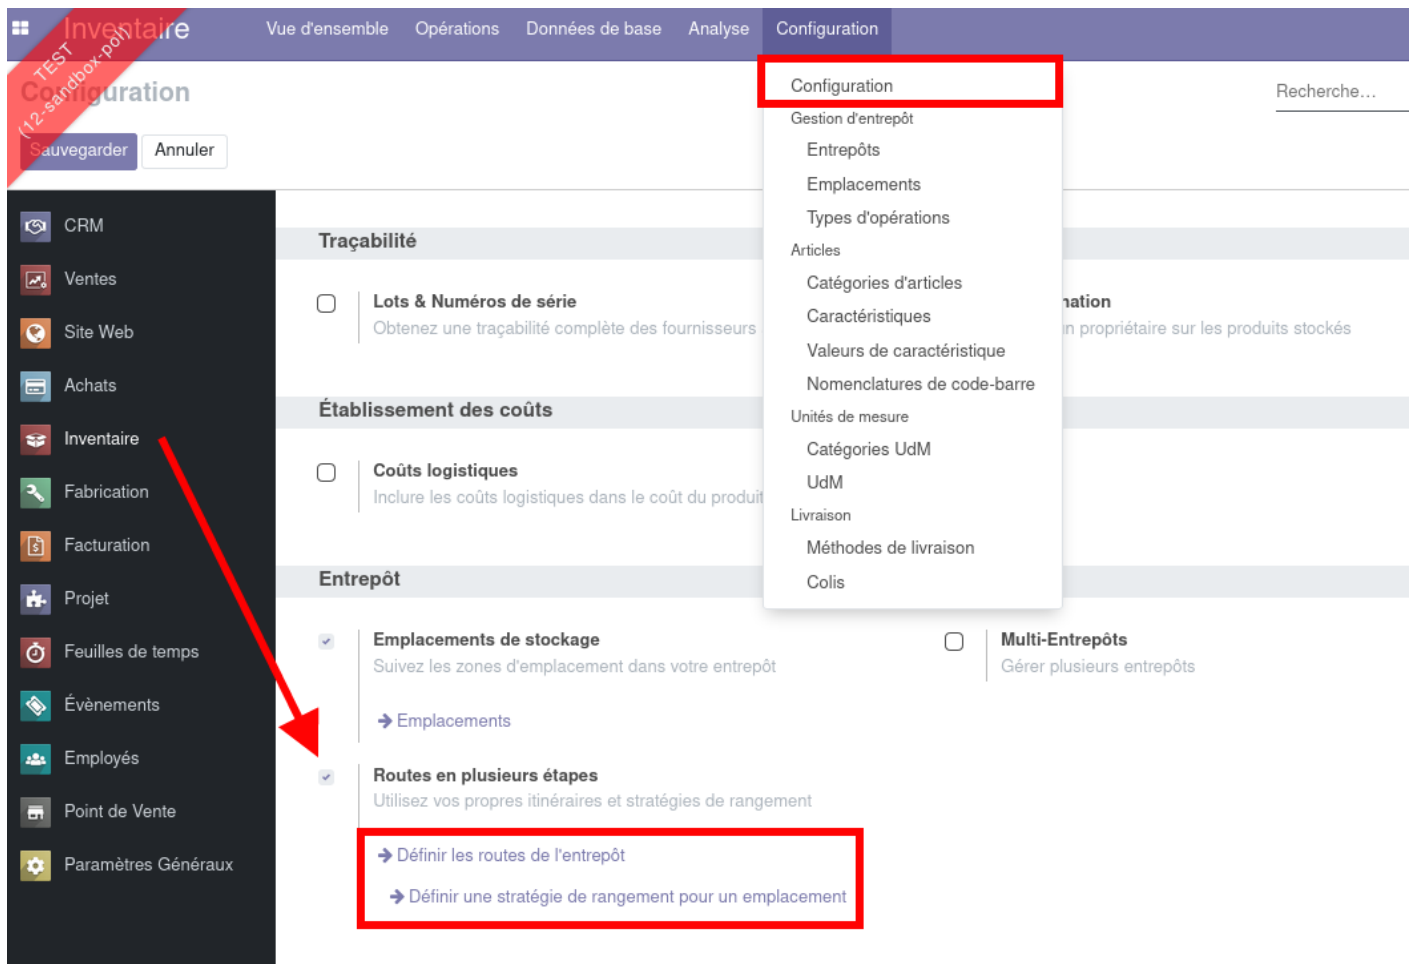 Inventaire
Vue d'ensemble
Opérations
Données de base
Analyse
Configuration
TEST
(12-sandbox-poh)
Configuration
Recherche...
Sauvegarder
Annuler
Configuration
Gestion d'entrepôt
Entrepôts
Emplacements
Types d'opérations
Articles
Catégories d'articles
Caractéristiques
Valeurs de caractéristique
Nomenclatures de code-barre
Unités de mesure
Catégories UdM
UdM
Livraison
Méthodes de livraison
Colis
CRM
Ventes
Site Web
Achats
Inventaire
Fabrication
Facturation
Projet
Feuilles de temps
Évènements
Employés
Point de Vente
Paramètres Généraux
Traçabilité
Lots & Numéros de série
Obtenez une traçabilité complète des fournisseurs
propriétaire sur les produits stockés
Établissement des coûts
Coûts logistiques
Inclure les coûts logistiques dans le coût du produit
Entrepôt
Emplacements de stockage
Suivez les zones d'emplacement dans votre entrepôt
Emplacements
Multi-Entrepôts
Gérer plusieurs entrepôts
Routes en plusieurs étapes
Utilisez vos propres itinéraires et stratégies de rangement
Définir les routes de l'entrepôt
Définir une stratégie de rangement pour un emplacement